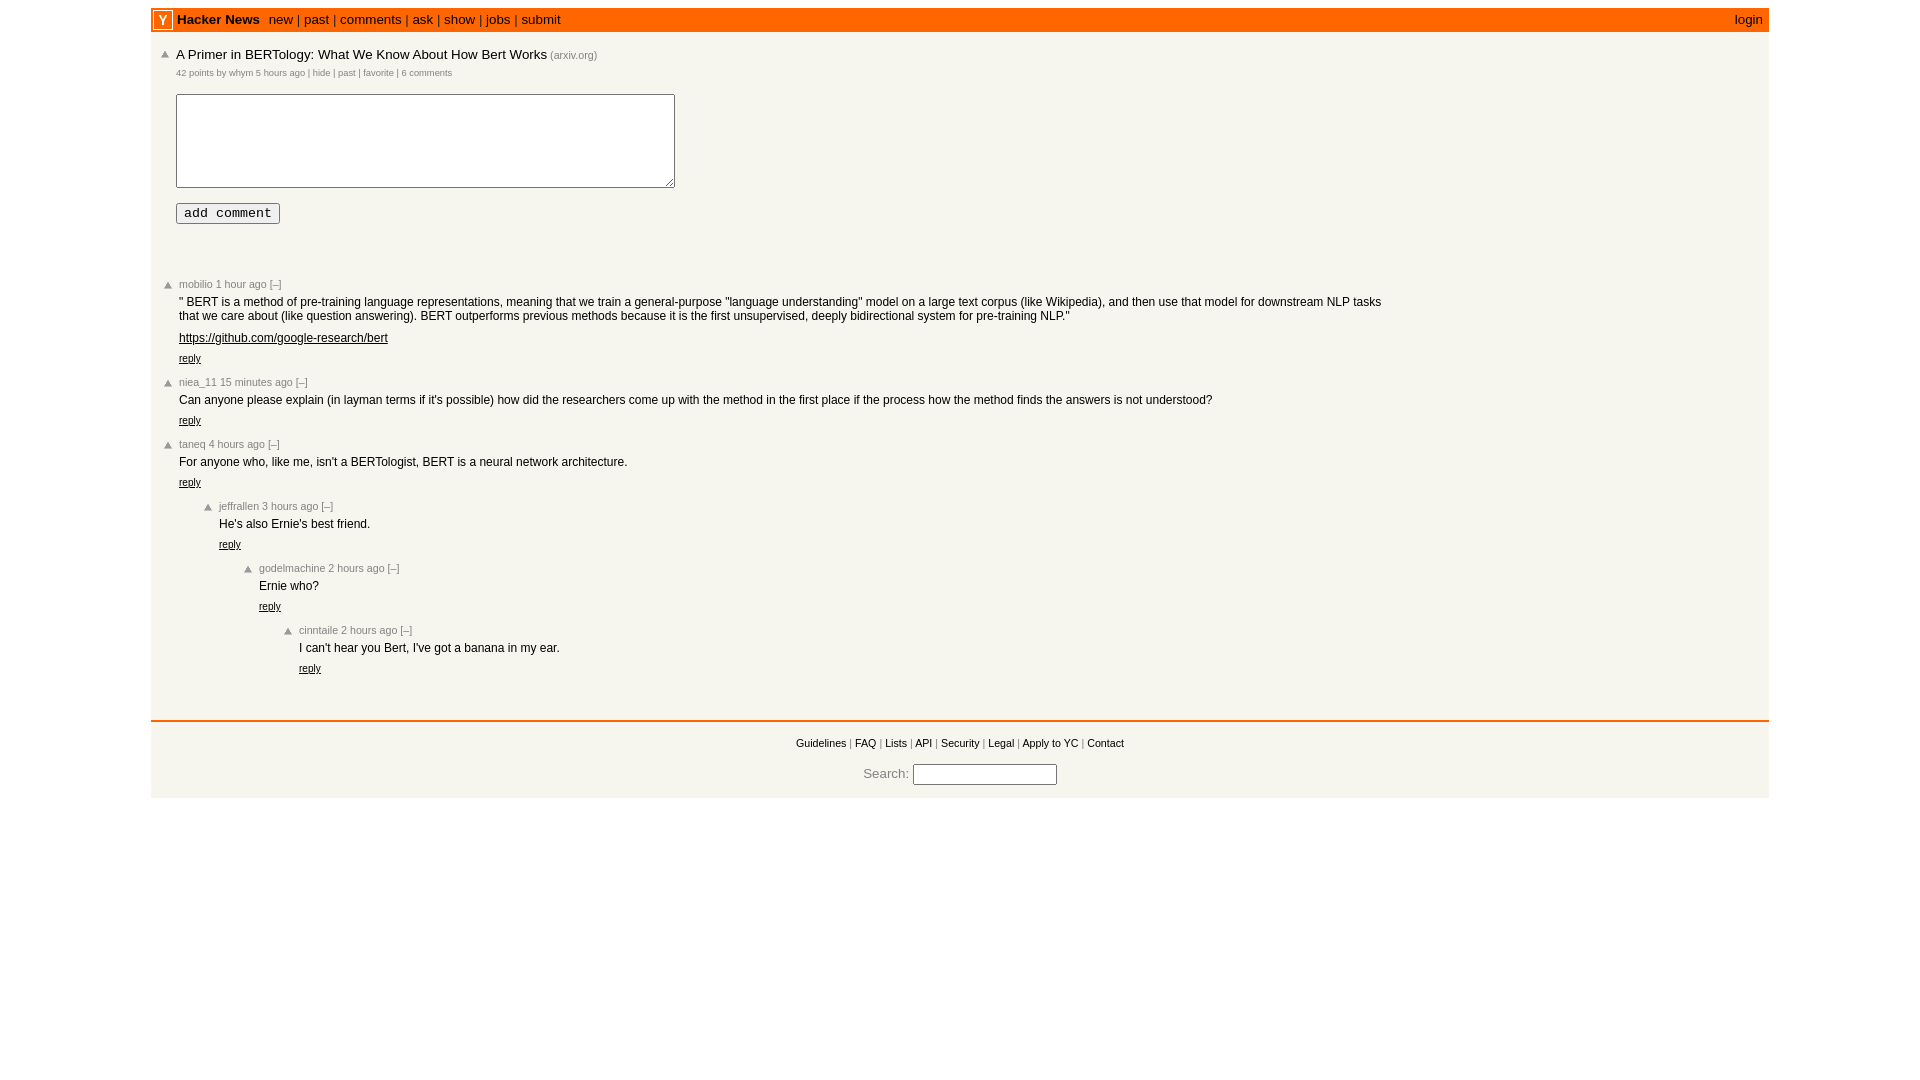 Y Hacker News new | past | comments | ask | show | jobs | submit login
A Primer in BERTology: What We Know About How Bert Works (arxiv.org)
42 points by whym 5 hours ago | hide | past | favorite | 6 comments
add comment
mobilio 1 hour ago [–]
" BERT is a method of pre-training language representations, meaning that we train a general-purpose "language understanding" model on a large text corpus (like Wikipedia), and then use that model for downstream NLP tasks
that we care about (like question answering). BERT outperforms previous methods because it is the first unsupervised, deeply bidirectional system for pre-training NLP."
https://github.com/google-research/bert
reply
niea_11 15 minutes ago [–]
Can anyone please explain (in layman terms if it's possible) how did the researchers come up with the method in the first place if the process how the method finds the answers is not understood?
reply
taneq 4 hours ago [–]
For anyone who, like me, isn't a BERTologist, BERT is a neural network architecture.
reply
jeffrallen 3 hours ago [–]
He's also Ernie's best friend.
reply
godelmachine 2 hours ago [–]
Ernie who?
reply
cinntaile 2 hours ago [–]
I can't hear you Bert, I've got a banana in my ear.
reply
Guidelines | FAQ | Lists | API | Security | Legal | Apply to YC | Contact
Search: